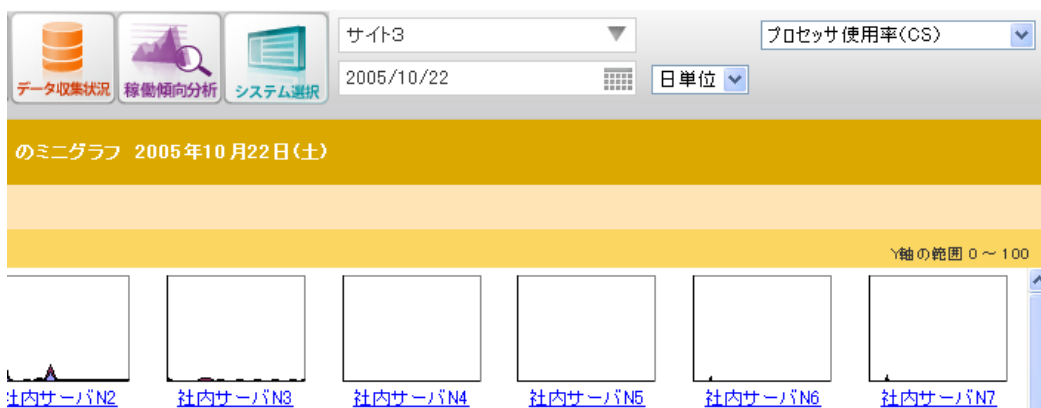 サイト3
プロセッサ使用率(CS)
データ収集状況
稼働傾向分析
システム選択
2005/10/22
日単位
のミニグラフ 2005年10月22日(土)
Y軸の範囲 0～100
社内サーバN2
社内サーバN3
社内サーバN4
社内サーバN5
社内サーバN6
社内サーバN7